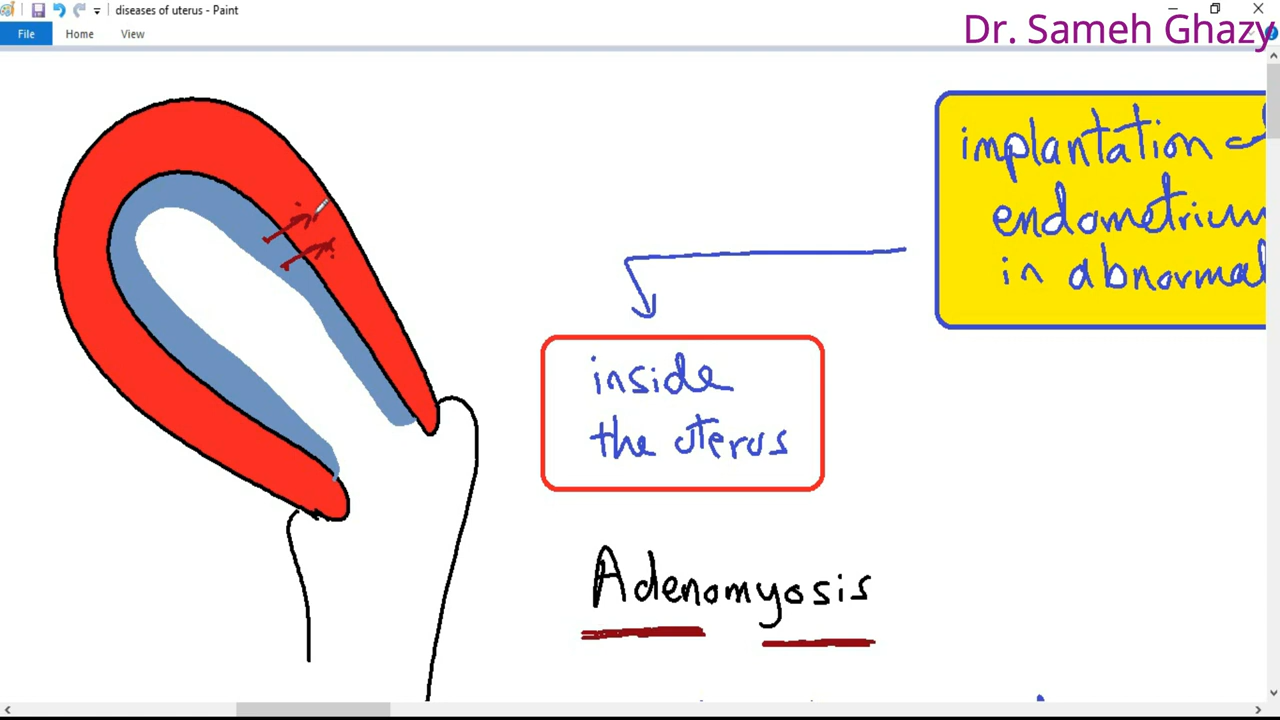 diseases of uterus - Paint
File Home View
Dr. Sameh Ghazy
implantation
endometrium
in abnormal
inside
the uterus
Adenomyosis